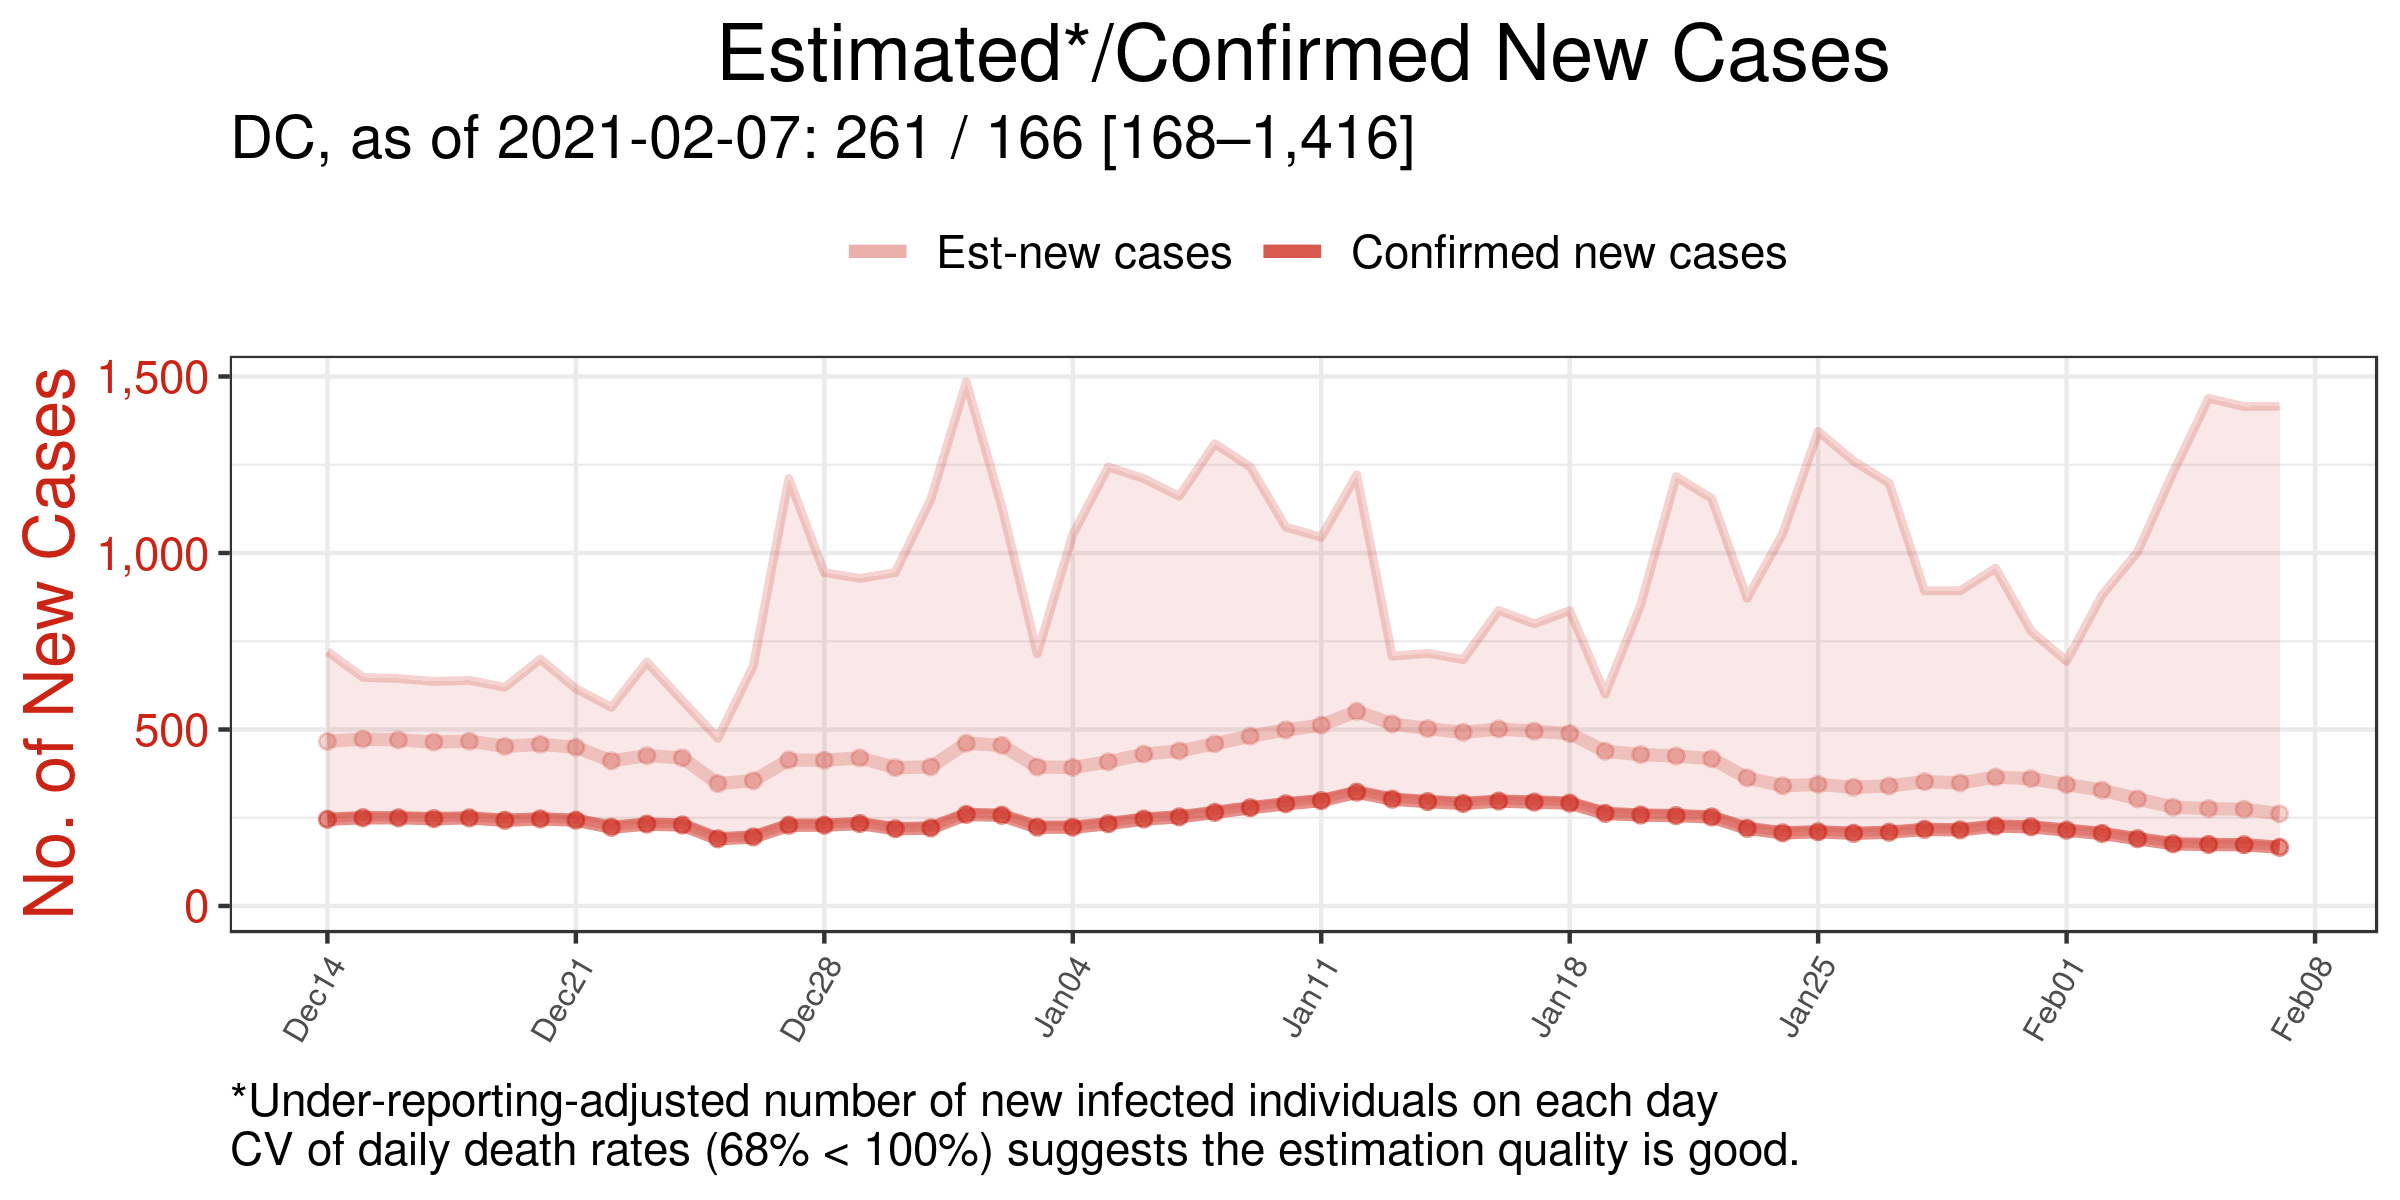 Estimated*/Confirmed New Cases
DC, as of 2021-02-07: 261 / 166 [168–1,416]
Est-new cases
Confirmed new cases
No. of New Cases
1,500
1,000
500
0
Dec14
Dec21
Dec28
Jan04
Jan11
Jan18
Jan25
Feb01
Feb08
*Under-reporting-adjusted number of new infected individuals on each day
CV of daily death rates (68% < 100%) suggests the estimation quality is good.